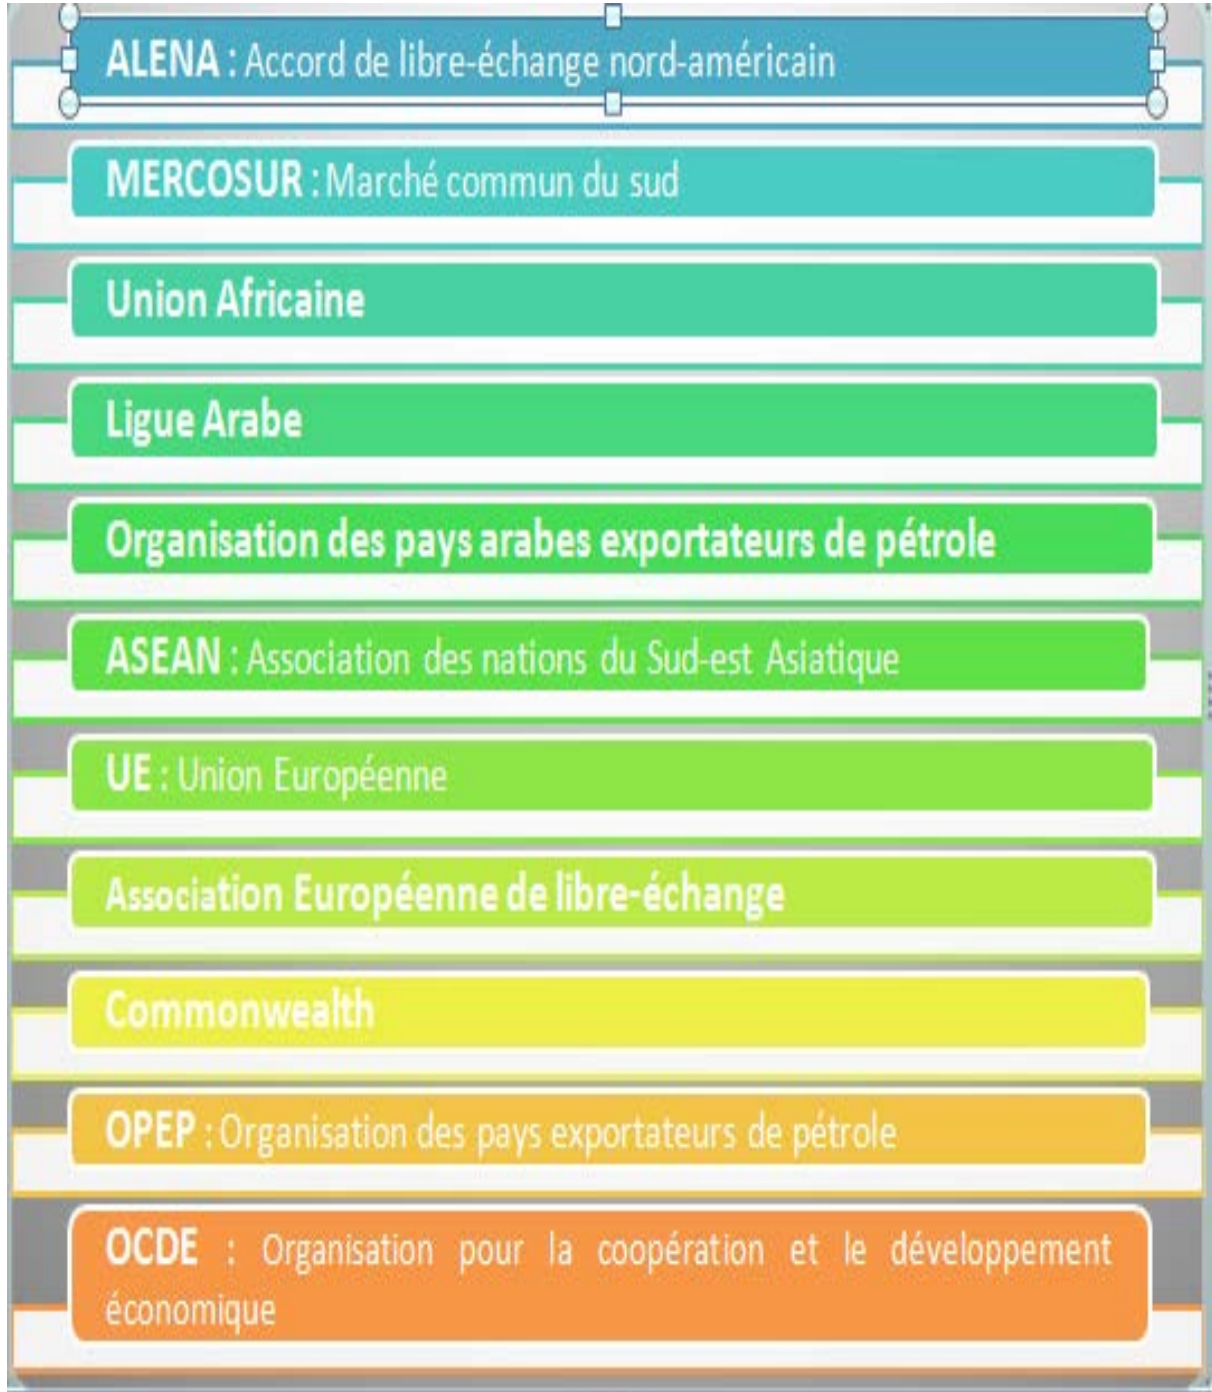 ALENA : Accord de libre-échange nord-américain
MERCOSUR : Marché commun du sud
Union Africaine
Ligue Arabe
Organisation des pays arabes exportateurs de pétrole
ASEAN : Association des nations du Sud-est Asiatique
UE : Union Européenne
Association Européenne de libre-échange
Commonwealth
OPEP : Organisation des pays exportateurs de pétrole
OCDE : Organisation pour la coopération et le développement
économique